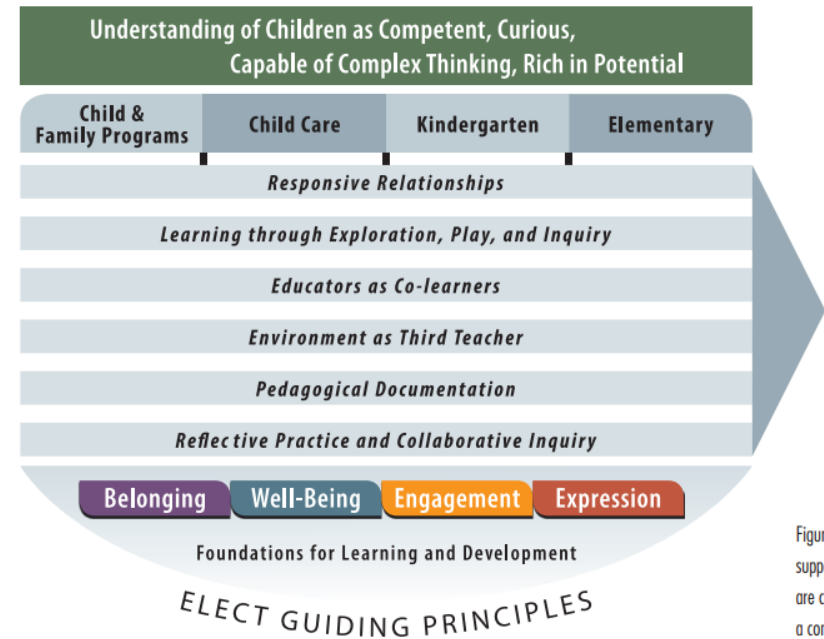 Understanding of Children as Competent, Curious,
Capable of Complex Thinking, Rich in Potential
Child &
Family Programs
Child Care
Kindergarten
Elementary
Responsive Relationships
Learning through Exploration, Play, and Inquiry
Educators as Co-learners
Environment as Third Teacher
Pedagogical Documentation
Reflective Practice and Collaborative Inquiry
Belonging
Well-Being
Engagement
Expression
Foundations for Learning and Development
ELECT GUIDING PRINCIPLES
are